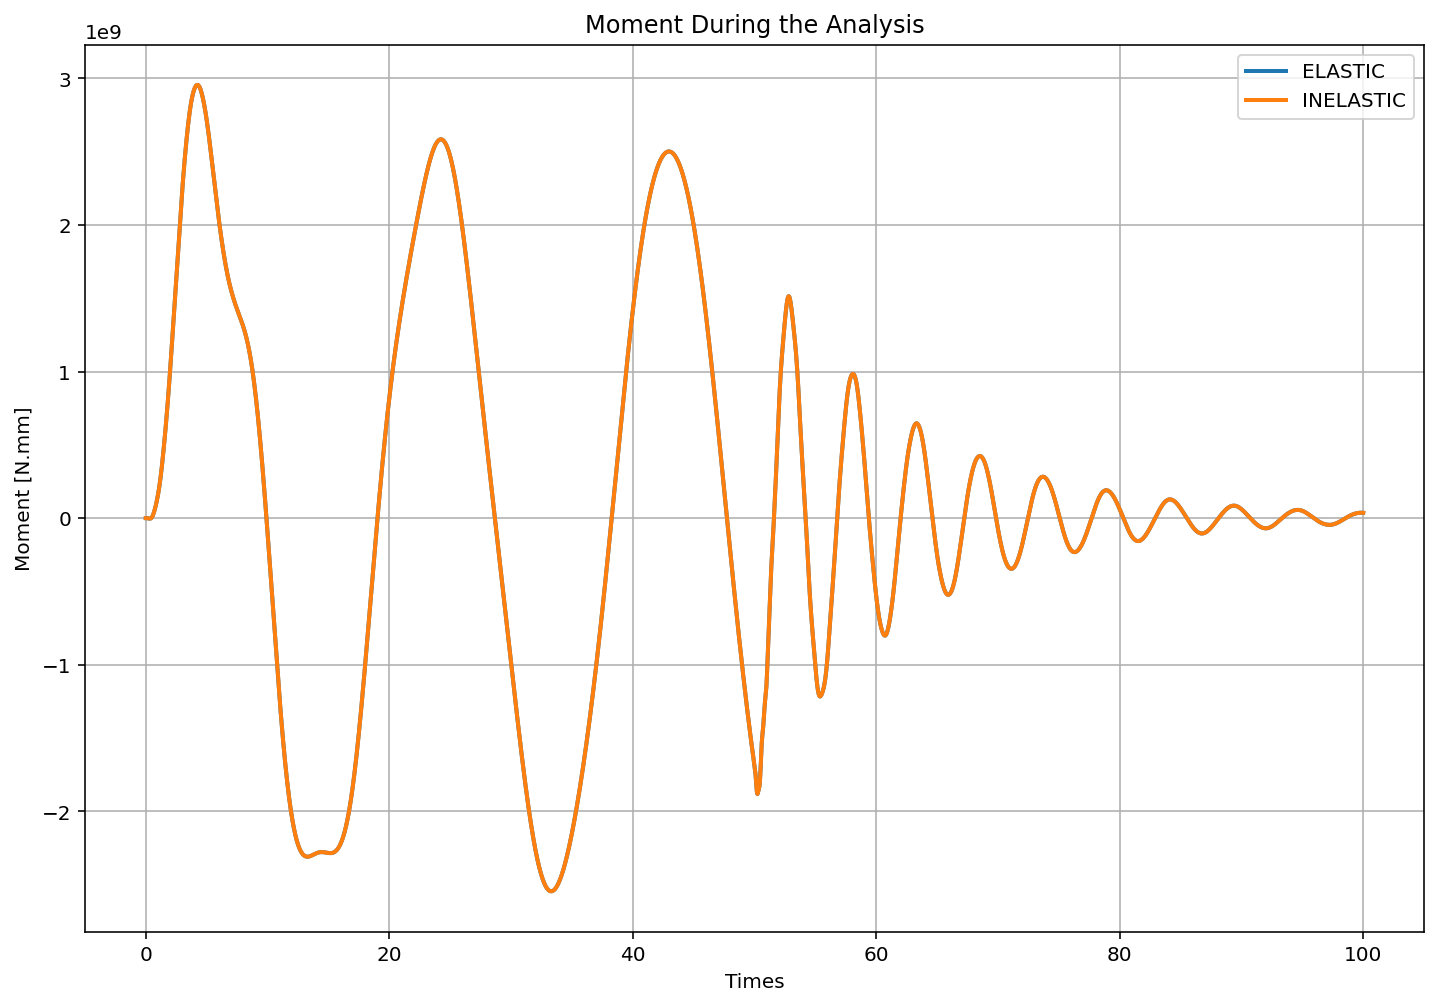 Moment During the Analysis
1e9
ELASTIC
INELASTIC
3
2
1
0
−1
−2
Moment [N.mm]
0 20 40 60 80 100
Times